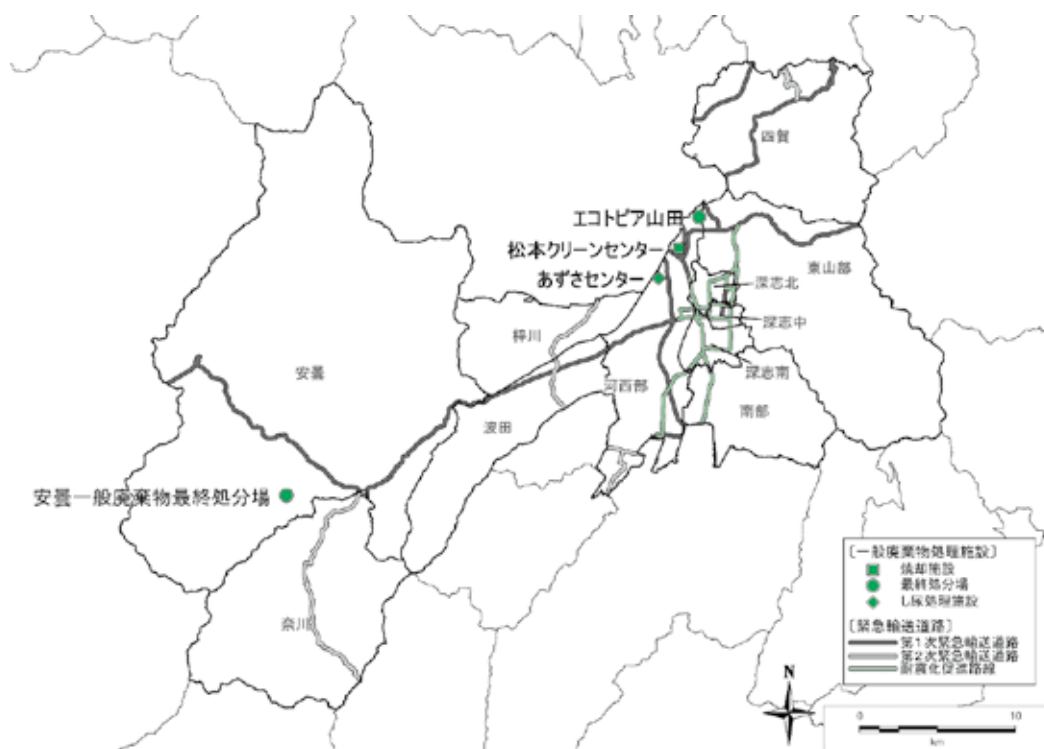 四賀
エコトピア山田
松本クリーンセンター
あずさセンター
東山部
深志北
深志中
梓川
安曇
深志南
河西部
南部
波田
安曇一般廃棄物最終処分場
奈川
〔一般廃棄物処理施設〕
焼却施設
最終処分場
し尿処理施設
〔緊急輸送道路〕
第1次緊急輸送道路
第2次緊急輸送道路
耐震化促進路線
N
0 10
km